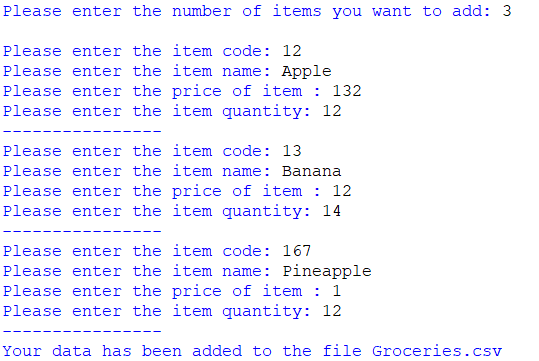 Please enter the number of items you want to add: 3
Please enter the item code: 12
Please enter the item name: Apple
Please enter the price of item : 132
Please enter the item quantity: 12
----------------
Please enter the item code: 13
Please enter the item name: Banana
Please enter the price of item : 12
Please enter the item quantity: 14
----------------
Please enter the item code: 167
Please enter the item name: Pineapple
Please enter the price of item : 1
Please enter the item quantity: 12
----------------
Your data has been added to the file Groceries.csv